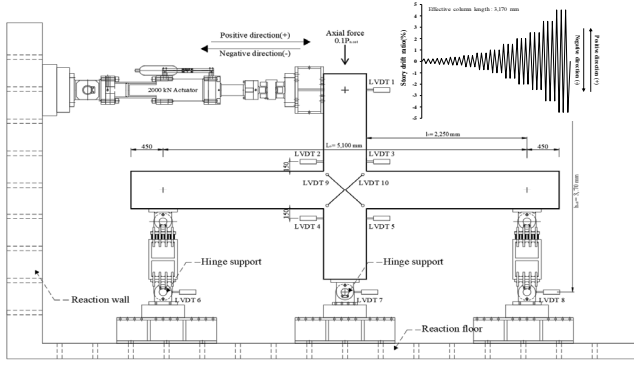 Effective column length: 3,170 mm
Story drift ratio(%)
5
4
3
2
1
0
-1
-2
-3
-4
-5
Negative direction (-)
Positive direction (+)
Positive direction(+)
Negative direction(-)
Axial force
2000 kN Actuator
LVDT 1
= 2,250 mm
= 5,100 mm
450
450
LVDT 2
LVDT 3
150
LVDT 9
LVDT 10
150
LVDT 4
LVDT 5
Hinge support
Hinge support
Reaction wall
LVDT 6
LVDT 7
LVDT 8
Reaction floor